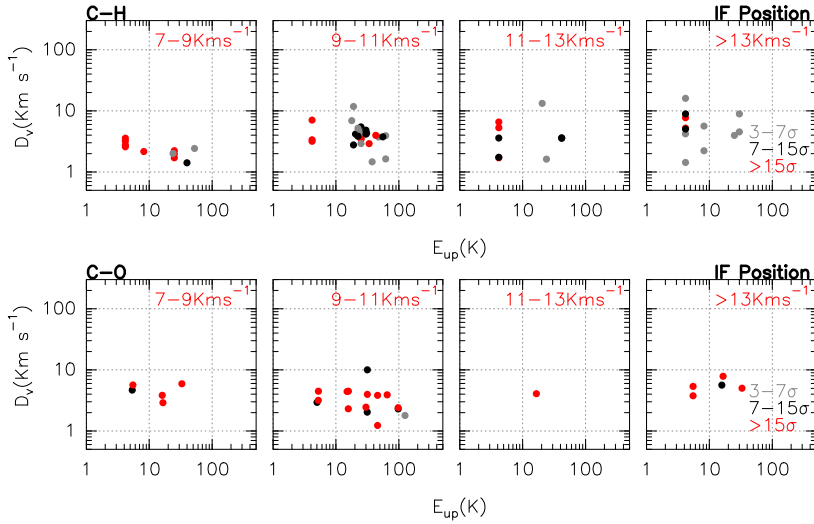 C-H IF Position
7-9Kms⁻¹ 9-11Kms⁻¹ 11-13Kms⁻¹ >13Kms⁻¹
Dᵥ(Km s⁻¹)
100
10
1
3-7σ
7-15σ
>15σ
1 10 100 1 10 100 1 10 100 1 10 100
E_up(K)
C-O IF Position
7-9Kms⁻¹ 9-11Kms⁻¹ 11-13Kms⁻¹ >13Kms⁻¹
Dᵥ(Km s⁻¹)
100
10
1
3-7σ
7-15σ
>15σ
1 10 100 1 10 100 1 10 100 1 10 100
E_up(K)